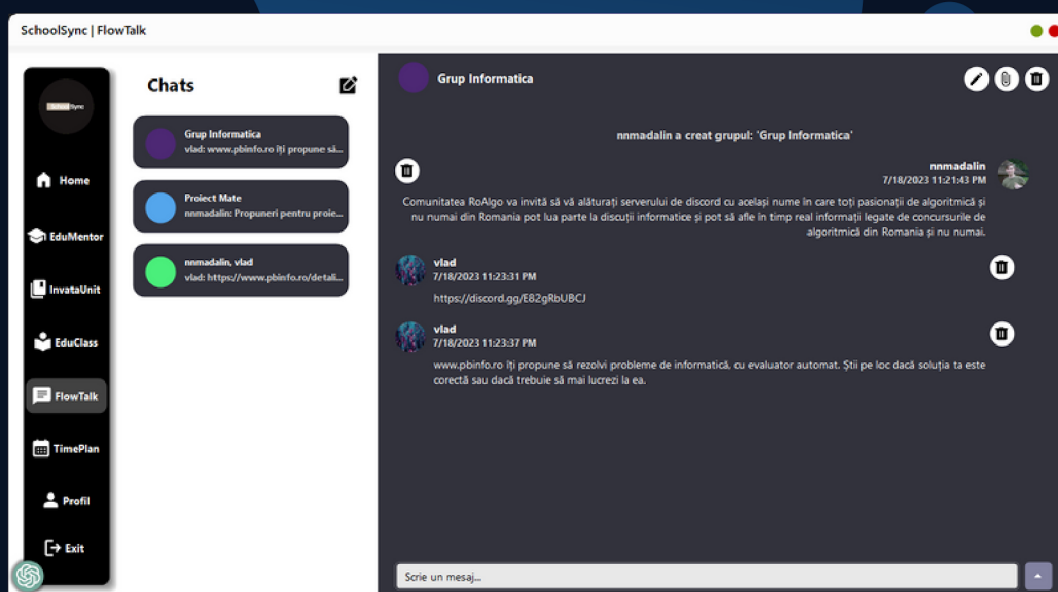 SchoolSync | FlowTalk
SchoolSync
Home
EduMentor
InvataUnit
EduClass
FlowTalk
TimePlan
Profil
Exit
Chats
Grup Informatica
vlad: www.pbinfo.ro îți propune să...
Proiect Mate
nnmadalin: Propuneri pentru proie...
nnmadalin, vlad
vlad: https://www.pbinfo.ro/detali...
Grup Informatica
nnmadalin a creat grupul: 'Grup Informatica'
nnmadalin
7/18/2023 11:21:43 PM
Comunitatea RoAlgo va invită să vă alăturați serverului de discord cu același nume în care toți pasionații de algoritmică și
nu numai din Romania pot lua parte la discuții informatice și pot să afle în timp real informații legate de concursurile de
algoritmică din Romania și nu numai.
vlad
7/18/2023 11:23:31 PM
https://discord.gg/E82gRbUBCJ
vlad
7/18/2023 11:23:37 PM
www.pbinfo.ro îți propune să rezolvi probleme de informatică, cu evaluator automat. Știi pe loc dacă soluția ta este
corectă sau dacă trebuie să mai lucrezi la ea.
Scrie un mesaj...